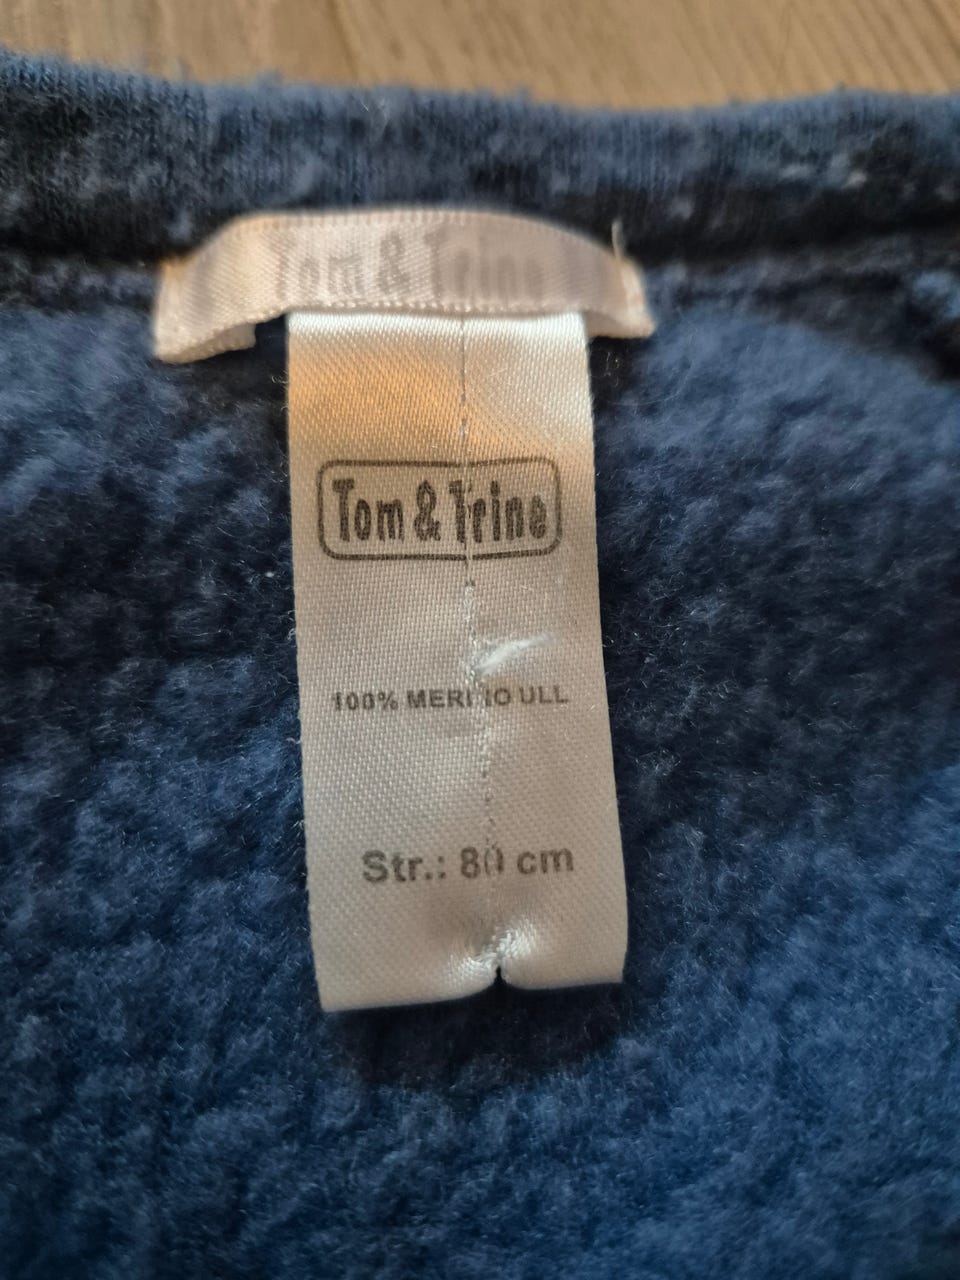 Tom & Trine
Tom & Trine
100% MERINO ULL
Str.: 80 cm